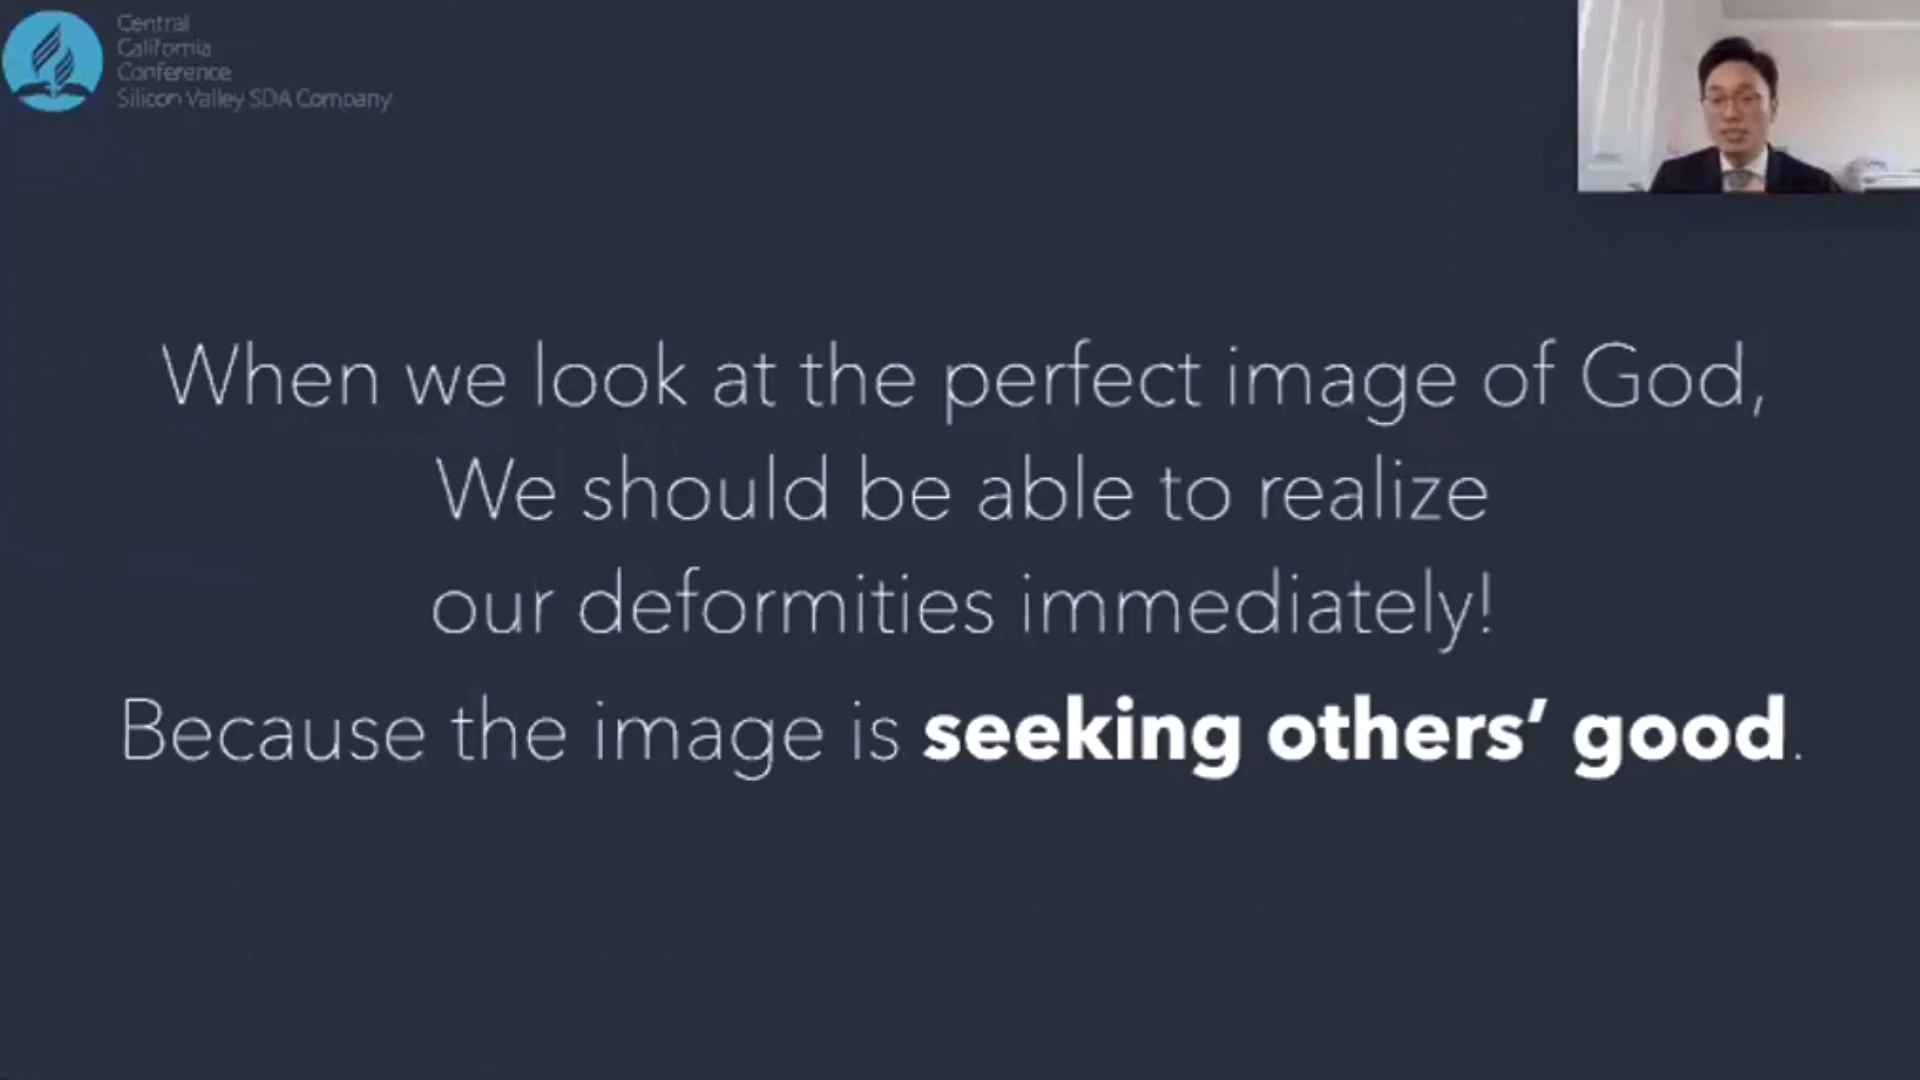 Central
California
Conference
Silicon Valley SDA Company
When we look at the perfect image of God,
We should be able to realize
our deformities immediately!
Because the image is seeking others’ good.